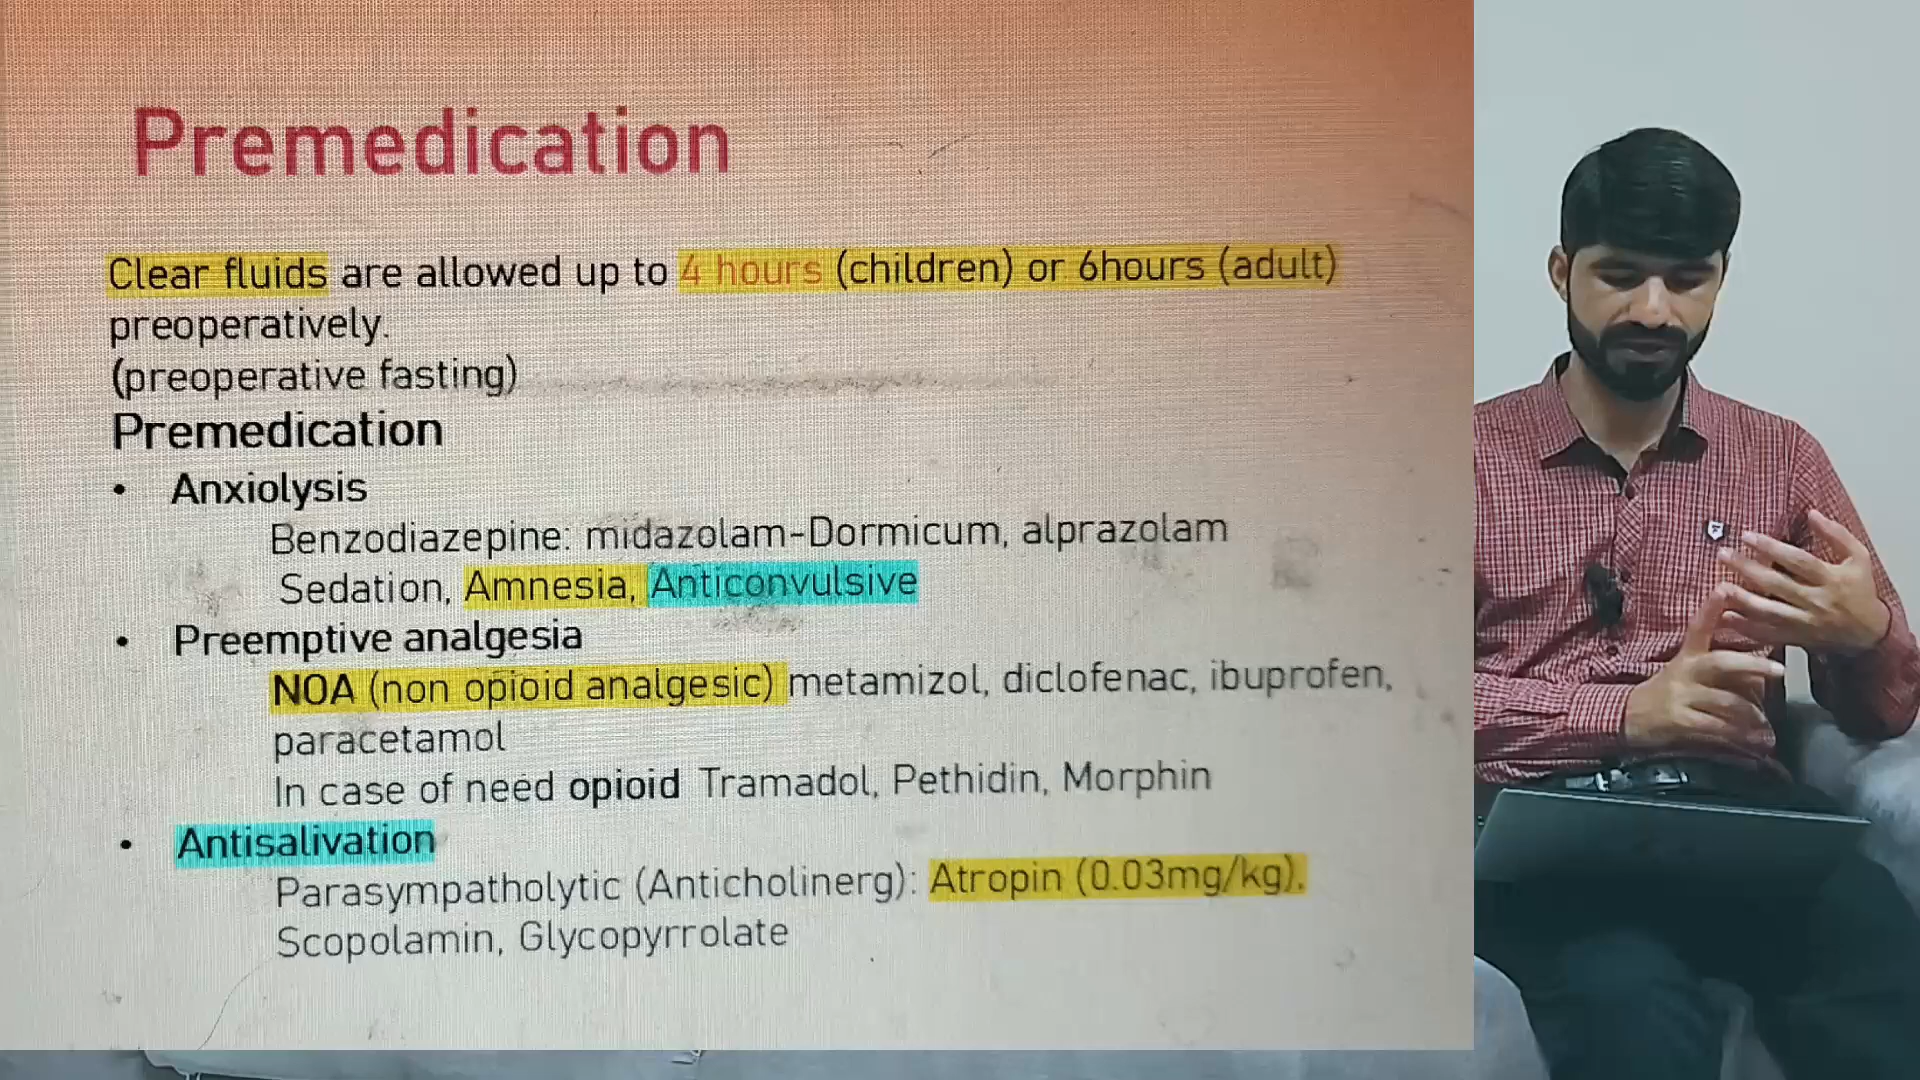 Premedication
Clear fluids are allowed up to 4 hours (children) or 6hours (adult)
preoperatively.
(preoperative fasting)
Premedication
• Anxiolysis
Benzodiazepine: midazolam-Dormicum, alprazolam
Sedation, Amnesia, Anticonvulsive
• Preemptive analgesia
NOA (non opioid analgesic) metamizol, diclofenac, ibuprofen,
paracetamol
In case of need opioid Tramadol, Pethidin, Morphin
• Antisalivation
Parasympatholytic (Anticholinerg): Atropin (0.03mg/kg),
Scopolamin, Glycopyrrolate